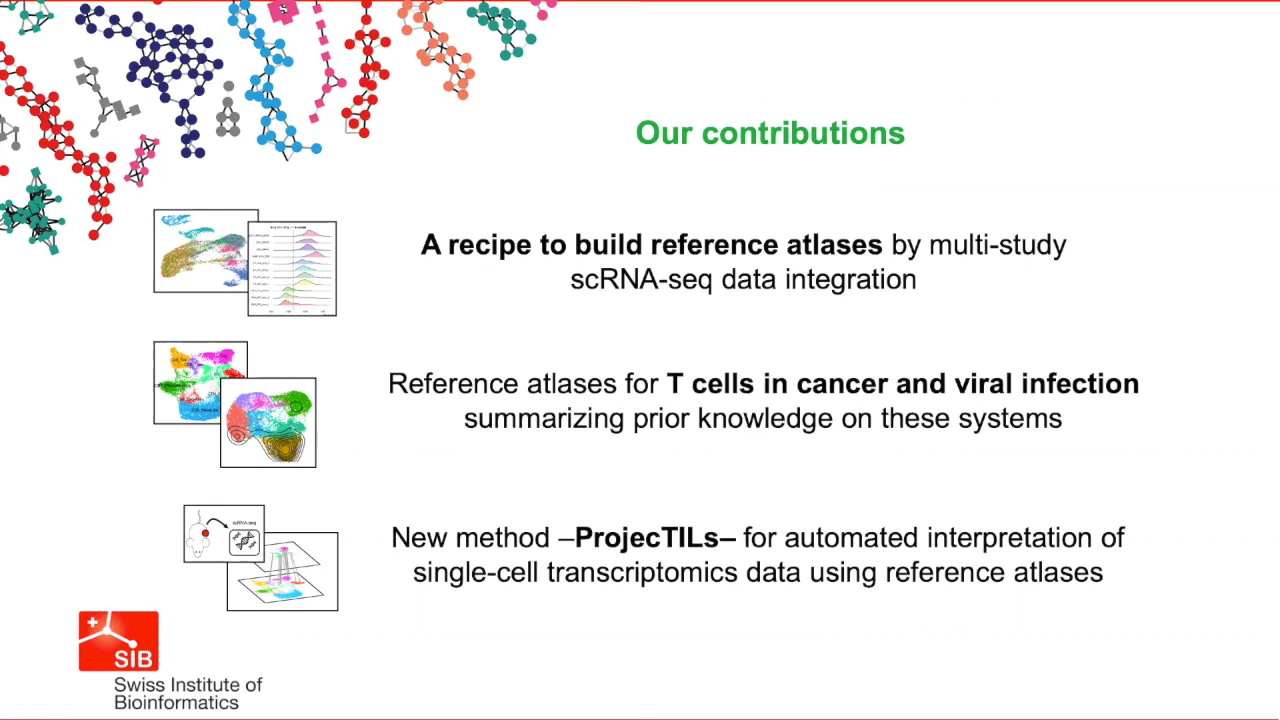 Our contributions
A recipe to build reference atlases by multi-study
scRNA-seq data integration
Reference atlases for T cells in cancer and viral infection
summarizing prior knowledge on these systems
scRNA-seq
New method –ProjecTILs– for automated interpretation of
single-cell transcriptomics data using reference atlases
SIB
Swiss Institute of
Bioinformatics